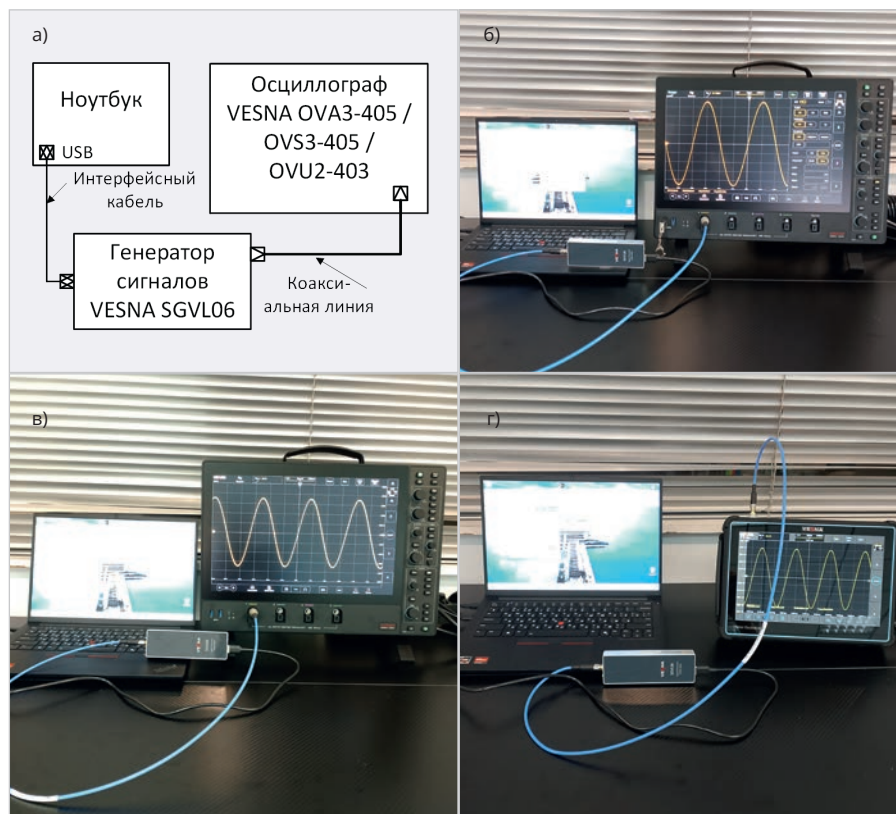 а)
Ноутбук
USB
Интерфейсный
кабель
Осциллограф
VESNA OVA3-405 /
OVS3-405 /
OVU2-403
Генератор
сигналов
VESNA SGVL06
Коакси-
альная линия
б)
в)
г)